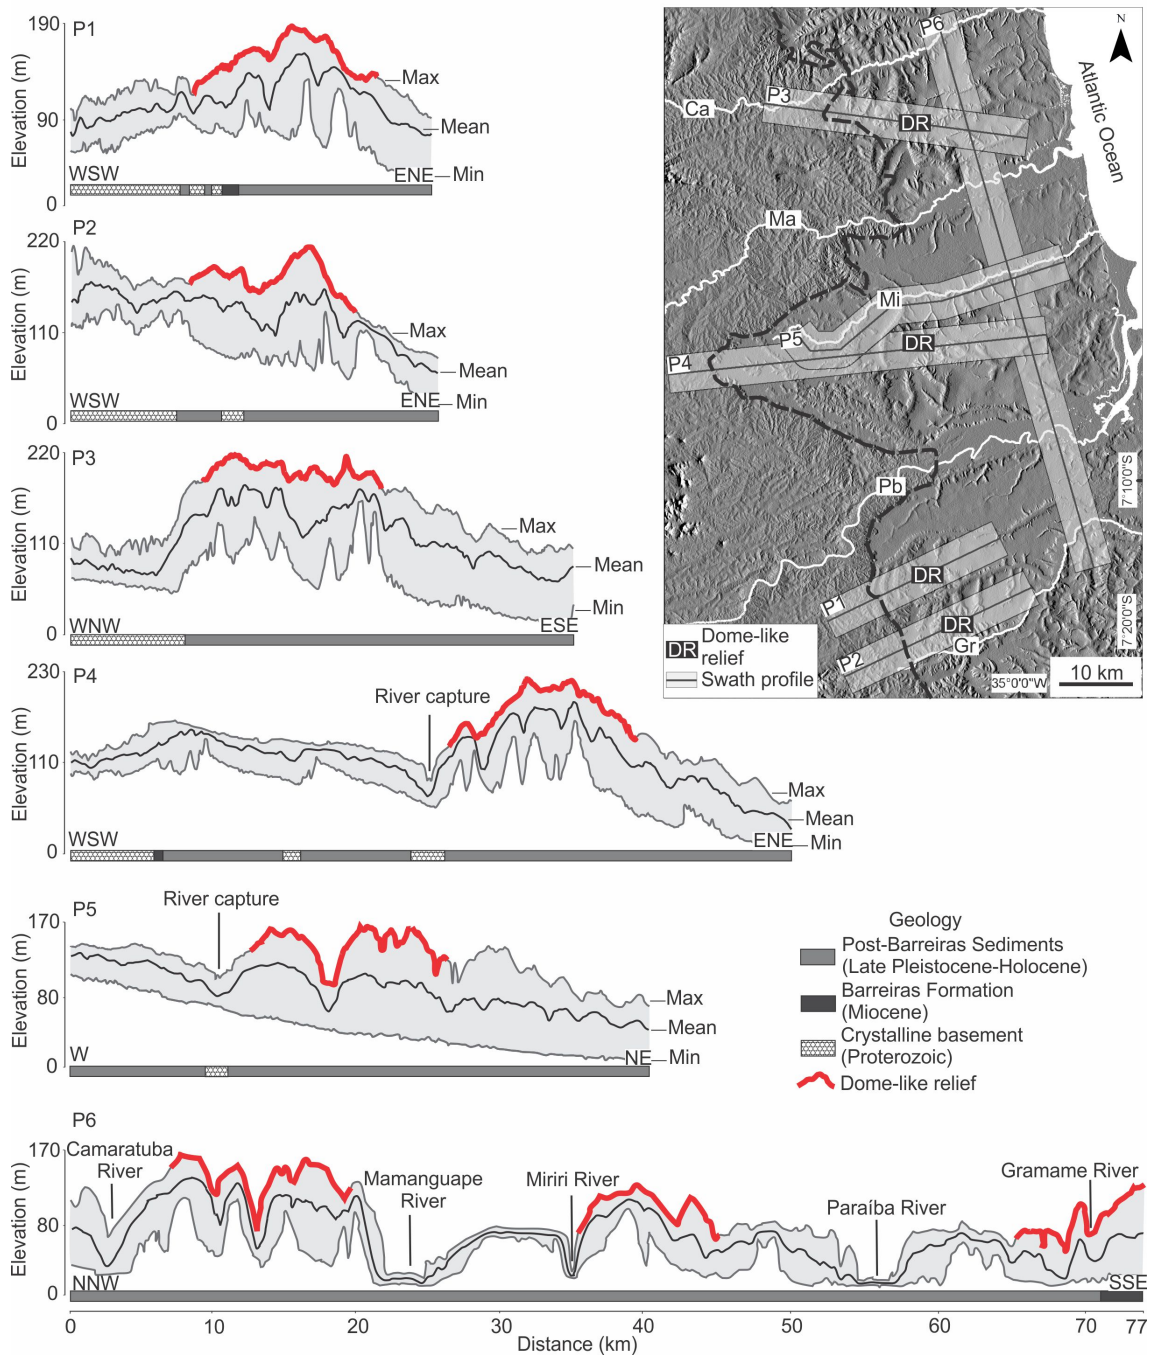 P1
190
90
0
Elevation (m)
Max
Mean
Min
WSW
ENE
P2
220
110
0
Elevation (m)
Max
Mean
Min
WSW
ENE
P3
220
110
0
Elevation (m)
Max
Mean
Min
WNW
ESE
P4
230
110
0
Elevation (m)
River capture
Max
Mean
Min
WSW
ENE
P5
170
80
0
Elevation (m)
River capture
Max
Mean
Min
W
NE
P6
170
80
0
Elevation (m)
Camaratuba
River
Mamanguape
River
Miriri River
Paraíba River
Gramame River
NNW
SSE
0
10
20
30
40
50
60
70
77
Distance (km)
N
P6
P3
Ca
DR
Atlantic Ocean
Ma
Mi
P5
DR
P4
Pb
7°10'0"S
DR
P1
DR
P2
Gr
7°20'0"S
35°0'0"W
10 km
DR
Dome-like
relief
Swath profile
Geology
Post-Barreiras Sediments
(Late Pleistocene-Holocene)
Barreiras Formation
(Miocene)
Crystalline basement
(Proterozoic)
Dome-like relief